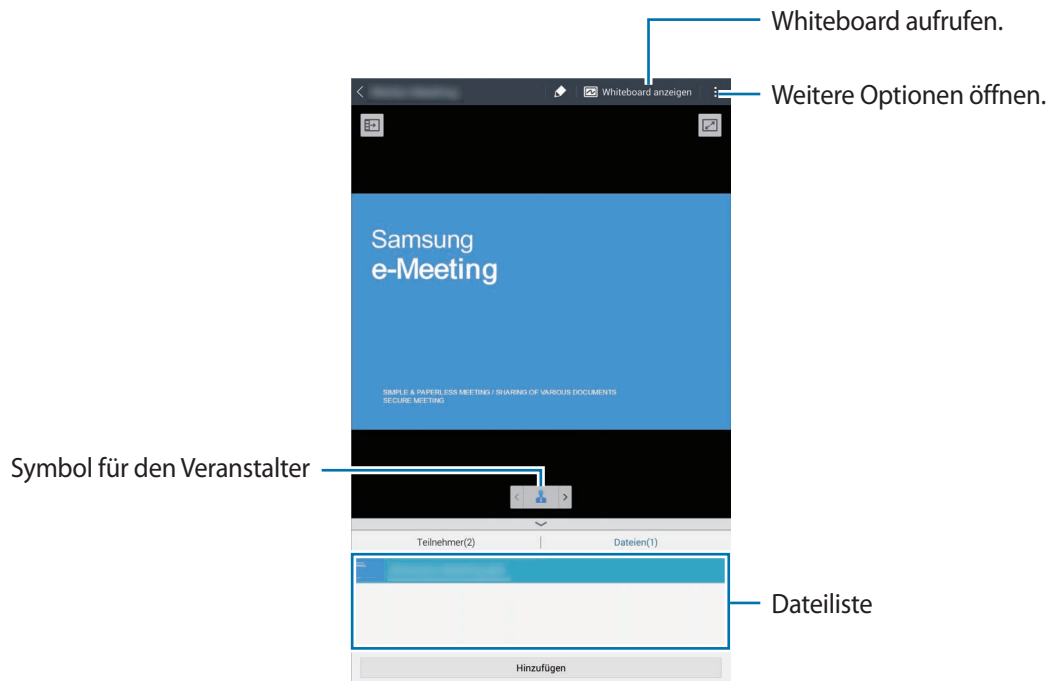 Whiteboard aufrufen.
Whiteboard anzeigen
Weitere Optionen öffnen.
Samsung
e-Meeting
SIMPLE & PAPERLESS MEETING / SHARING OF VARIOUS DOCUMENTS
SECURE MEETING
Symbol für den Veranstalter
Teilnehmer(2)
Dateien(1)
Dateiliste
Hinzufügen